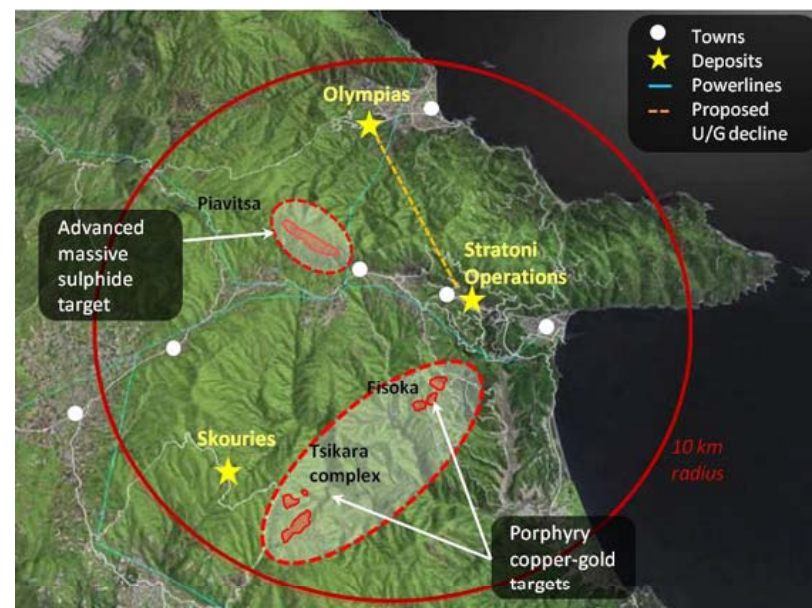 Towns
Deposits
Powerlines
Proposed
U/G decline
Olympias
Piavitsa
Advanced
massive
sulphide
target
Stratoni
Operations
Fisoka
Skouries
Tsikara
complex
10 km
radius
Porphyry
copper-gold
targets